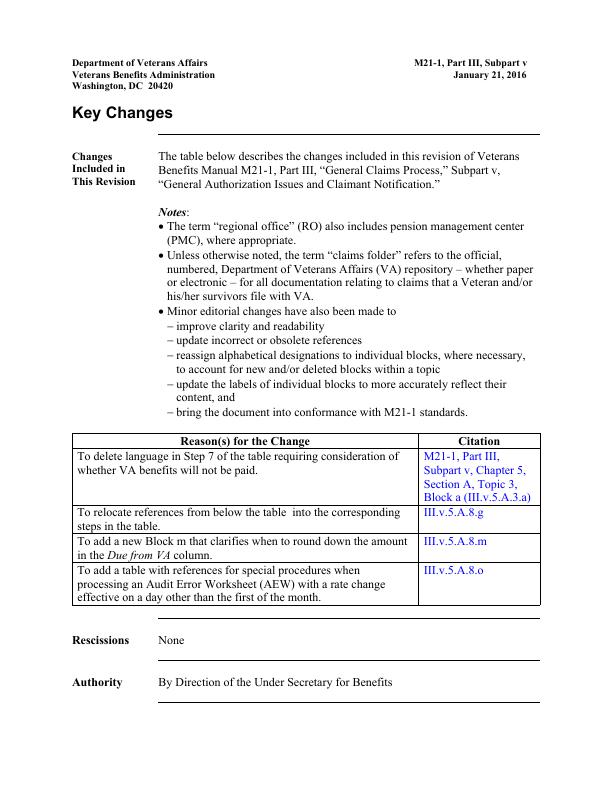 Department of Veterans Affairs
M21-1, Part III, Subpart v
Veterans Benefits Administration
January 21, 2016
Washington, DC  20420
Key Changes
Changes Included in This Revision
The table below describes the changes included in this revision of Veterans
Benefits Manual M21-1, Part III, “General Claims Process,” Subpart v,
“General Authorization Issues and Claimant Notification.”
Notes:
• The term “regional office” (RO) also includes pension management center
(PMC), where appropriate.
• Unless otherwise noted, the term “claims folder” refers to the official,
numbered, Department of Veterans Affairs (VA) repository – whether paper
or electronic – for all documentation relating to claims that a Veteran and/or
his/her survivors file with VA.
• Minor editorial changes have also been made to
– improve clarity and readability
– update incorrect or obsolete references
– reassign alphabetical designations to individual blocks, where necessary,
to account for new and/or deleted blocks within a topic
– update the labels of individual blocks to more accurately reflect their
content, and
– bring the document into conformance with M21-1 standards.
Reason(s) for the Change
Citation
To delete language in Step 7 of the table requiring consideration of
whether VA benefits will not be paid.
M21-1, Part III,
Subpart v, Chapter 5,
Section A, Topic 3,
Block a (III.v.5.A.3.a)
To relocate references from below the table  into the corresponding
steps in the table.
III.v.5.A.8.g
To add a new Block m that clarifies when to round down the amount
in the Due from VA column.
III.v.5.A.8.m
To add a table with references for special procedures when
processing an Audit Error Worksheet (AEW) with a rate change
effective on a day other than the first of the month.
III.v.5.A.8.o
Rescissions
None
Authority
By Direction of the Under Secretary for Benefits